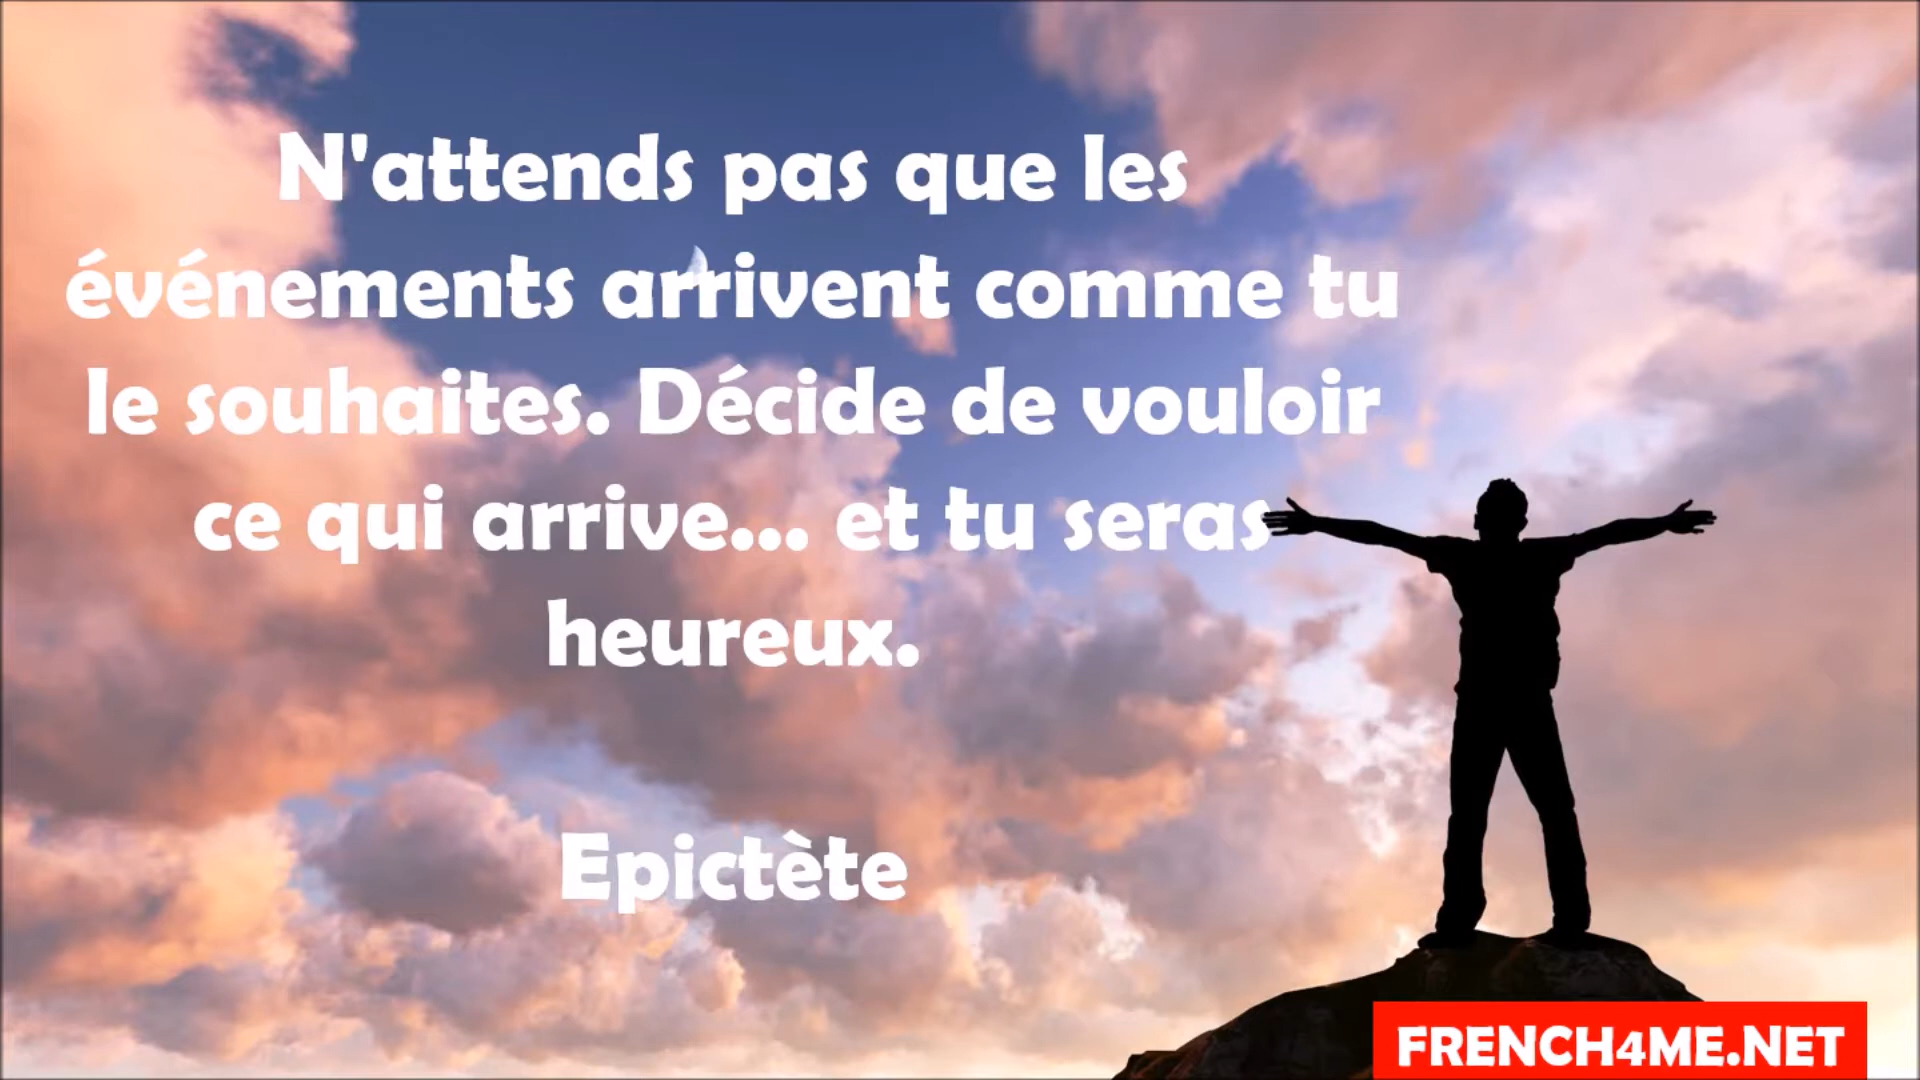 N'attends pas que les
événements arrivent comme tu
le souhaites. Décide de vouloir
ce qui arrive... et tu seras
heureux.
Epictète
FRENCH4ME.NET